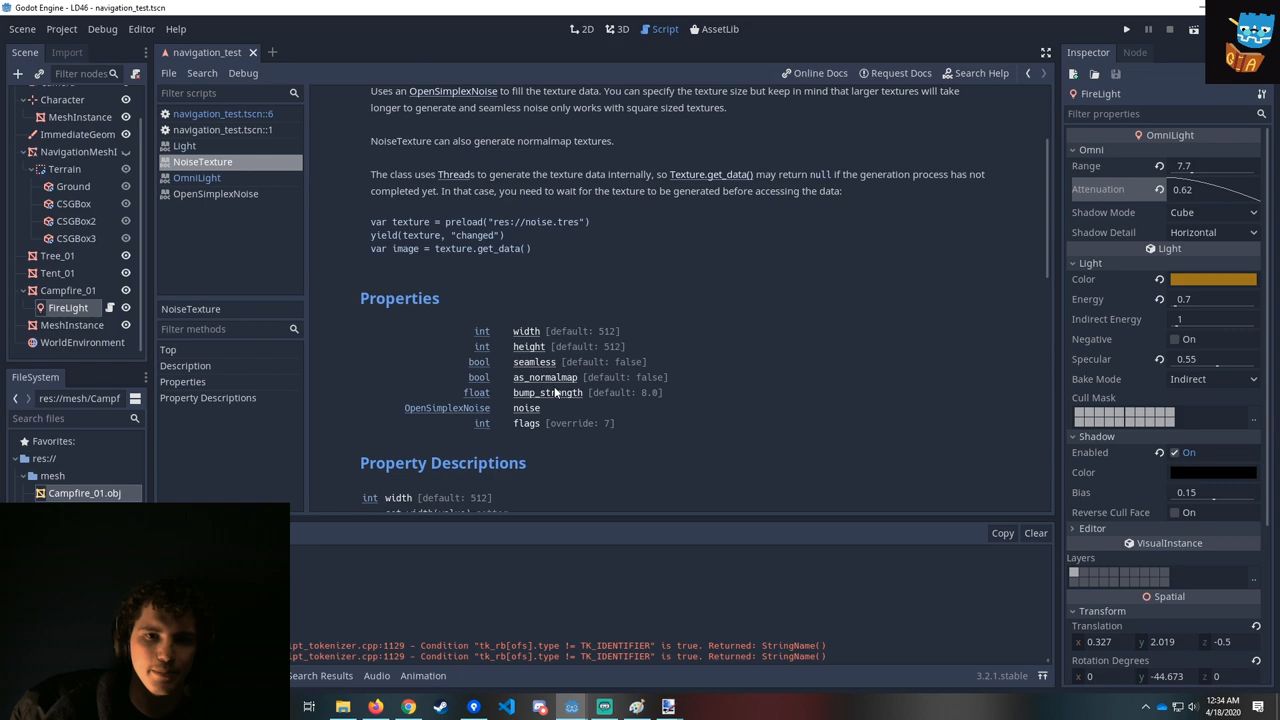 Godot Engine - LD46 - navigation_test.tscn
Scene Project Debug Editor Help
2D 3D Script AssetLib
Scene Import
navigation_test
Inspector Node
Filter nodes
File Search Debug
Online Docs Request Docs Search Help
Filter scripts
navigation_test.tscn::6
navigation_test.tscn::1
Light
NoiseTexture
OmniLight
OpenSimplexNoise
Character
MeshInstance
ImmediateGeom
NavigationMeshI
Terrain
Ground
CSGBox
CSGBox2
CSGBox3
Tree_01
Tent_01
Campfire_01
FireLight
MeshInstance
WorldEnvironment
FileSystem
res://mesh/Campf
Search files
Favorites:
res://
mesh
Campfire_01.obj
NoiseTexture
Filter methods
Top
Description
Properties
Property Descriptions
Uses an OpenSimplexNoise to fill the texture data. You can specify the texture size but keep in mind that larger textures will take
longer to generate and seamless noise only works with square sized textures.
NoiseTexture can also generate normalmap textures.
The class uses Threads to generate the texture data internally, so Texture.get_data() may return null if the generation process has
not completed yet. In that case, you need to wait for the texture to be generated before accessing the data:
var texture = preload("res://noise.tres")
yield(texture, "changed")
var image = texture.get_data()
Properties
int width [default: 512]
int height [default: 512]
bool seamless [default: false]
bool as_normalmap [default: false]
float bump_strength [default: 8.0]
OpenSimplexNoise noise
int flags [override: 7]
Property Descriptions
int width [default: 512]
Copy Clear
ipt_tokenizer.cpp:1129 - Condition "tk_rb[ofs].type != TK_IDENTIFIER" is true. Returned: StringName()
ipt_tokenizer.cpp:1129 - Condition "tk_rb[ofs].type != TK_IDENTIFIER" is true. Returned: StringName()
Search Results Audio Animation
3.2.1.stable
FireLight
Filter properties
OmniLight
Omni
Range 7.7
Attenuation 0.62
Shadow Mode Cube
Shadow Detail Horizontal
Light
Light
Color
Energy 0.7
Indirect Energy 1
Negative On
Specular 0.55
Bake Mode Indirect
Cull Mask
Shadow
Enabled On
Color
Bias 0.15
Reverse Cull Face On
Editor
VisualInstance
Layers
Spatial
Transform
Translation
x 0.327 y 2.019 z -0.5
Rotation Degrees
x 0 y -44.673 z 0
12:34 AM
4/18/2020
Q A